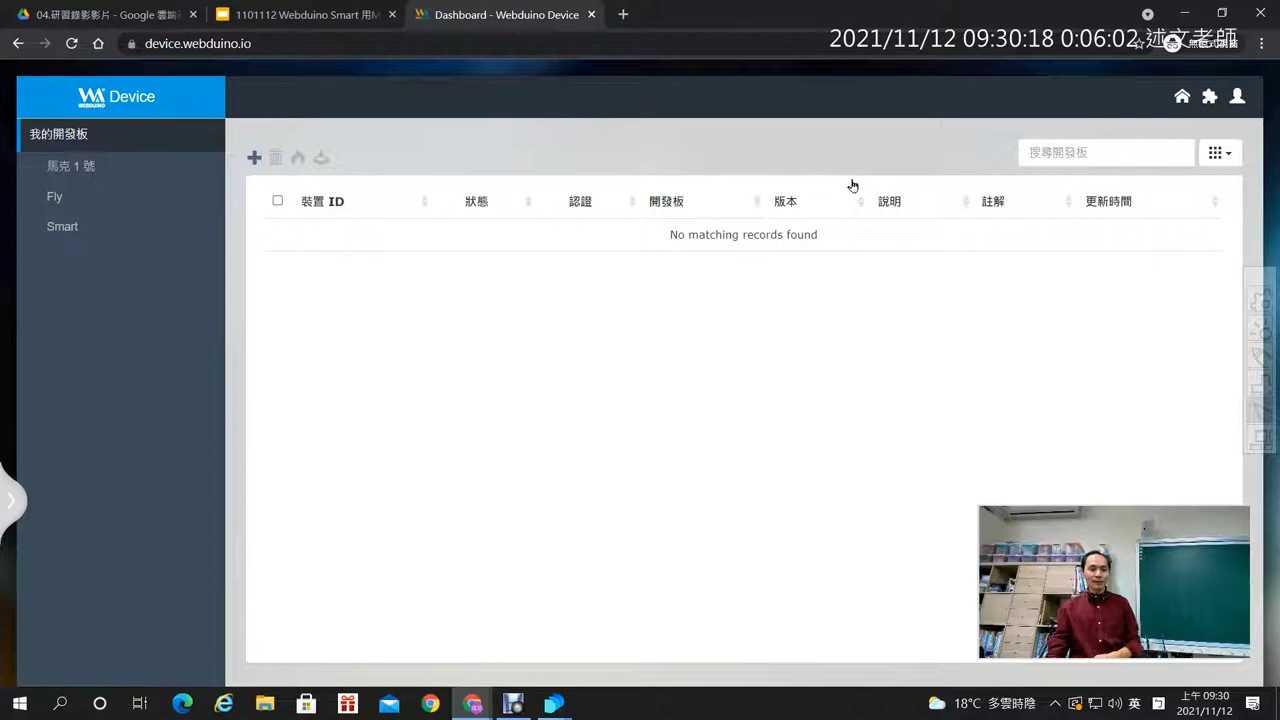 04.研習錄影影片 - Google 雲端
1101112 Webduino Smart 用M
Dashboard - Webduino Device
device.webduino.io
2021/11/12 09:30:18 0:06:02 述文老師
WEBDUINO Device
我的開發板
馬克 1 號
Fly
Smart
搜尋開發板
裝置 ID 狀態 認證 開發板 版本 說明 註解 更新時間
No matching records found
18°C 多雲時陰
英
上午 09:30
2021/11/12